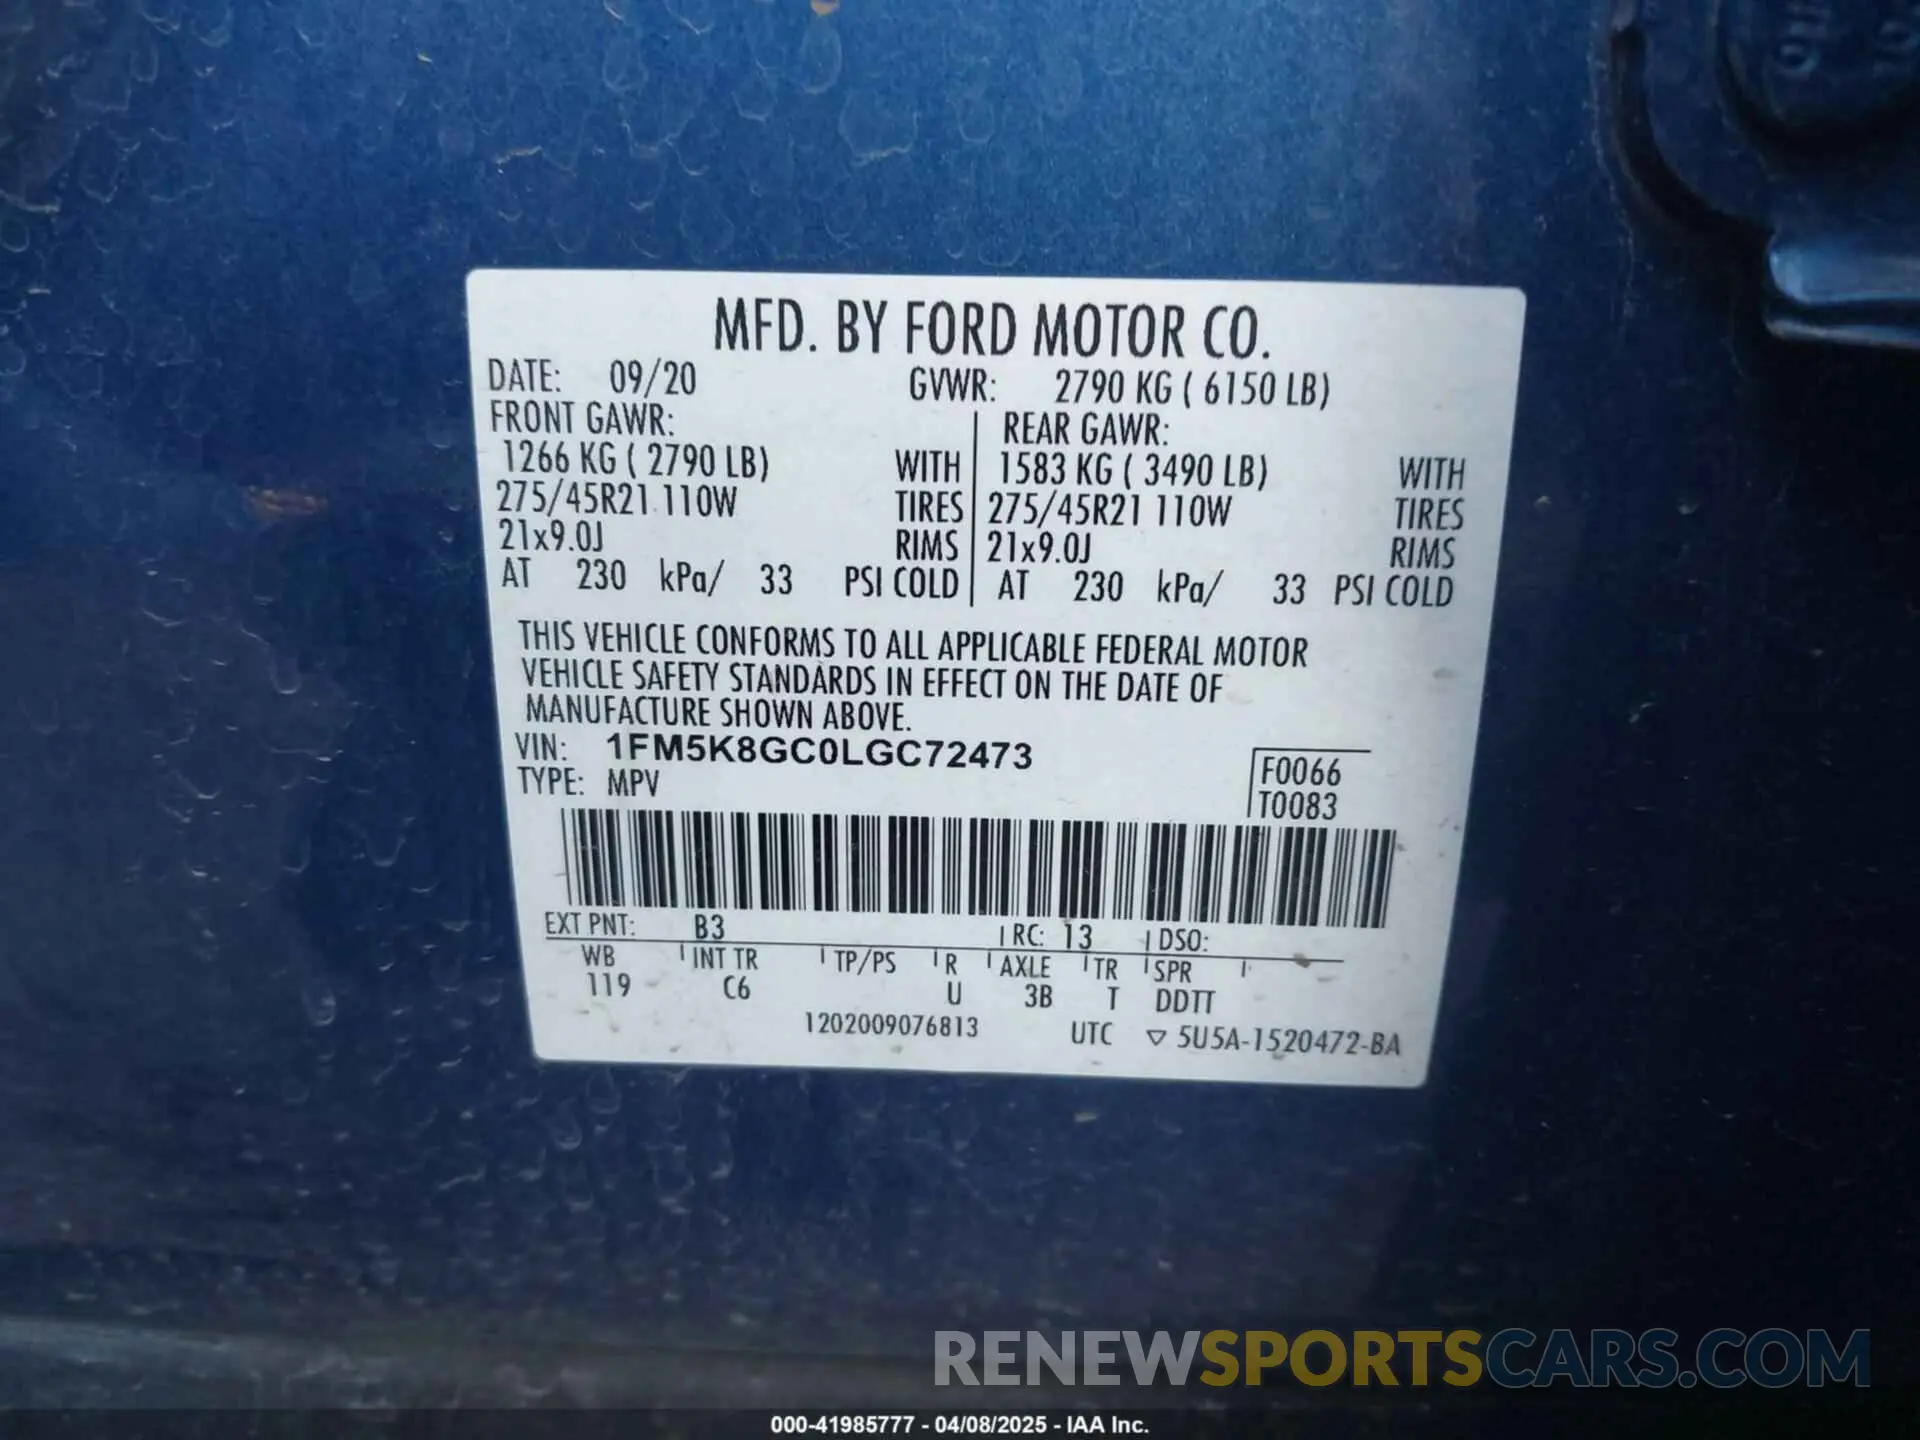 MFD. BY FORD MOTOR CO.
DATE: 09/20 GVWR: 2790 KG ( 6150 LB)
FRONT GAWR: REAR GAWR:
1266 KG ( 2790 LB) WITH 1583 KG ( 3490 LB) WITH
275/45R21 110W TIRES 275/45R21 110W TIRES
21x9.0J RIMS 21x9.0J RIMS
AT 230 kPa/ 33 PSI COLD AT 230 kPa/ 33 PSI COLD
THIS VEHICLE CONFORMS TO ALL APPLICABLE FEDERAL MOTOR
VEHICLE SAFETY STANDARDS IN EFFECT ON THE DATE OF
MANUFACTURE SHOWN ABOVE.
VIN: 1FM5K8GC0LGC72473
TYPE: MPV
F0066
T0083
EXT PNT: B3 RC: 13 DSO:
WB INT TR TP/PS R AXLE TR SPR
119 C6 U 3B T DDTT
1202009076813 UTC ▽ 5U5A-1520472-BA
RENEWSPORTSCARS.COM
000-41985777 - 04/08/2025 - IAA Inc.